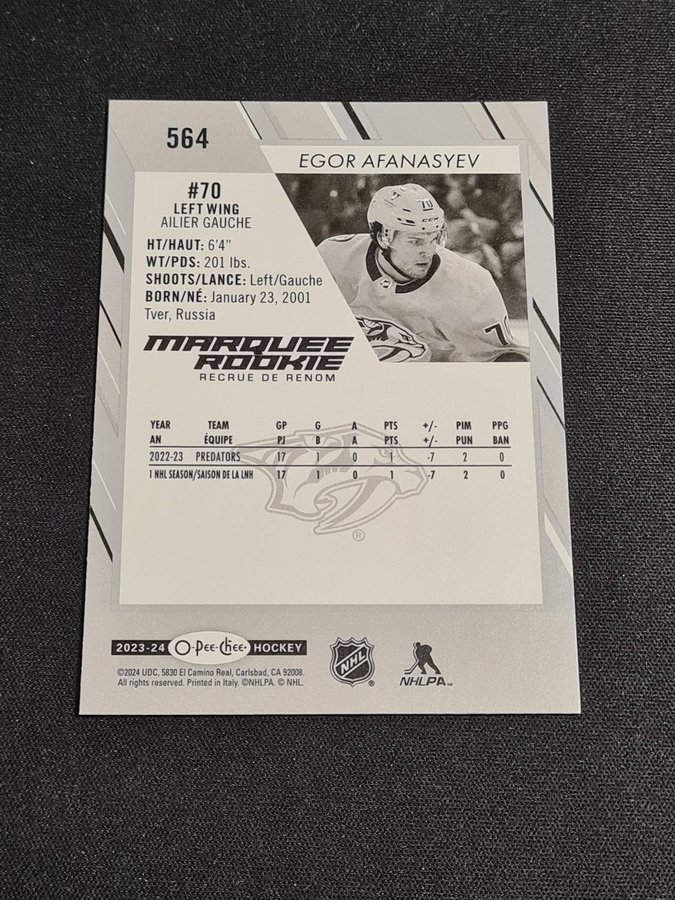 564
EGOR AFANASYEV
#70
LEFT WING
AILIER GAUCHE
HT/HAUT: 6'4"
WT/PDS: 201 lbs.
SHOOTS/LANCE: Left/Gauche
BORN/NÉ: January 23, 2001
Tver, Russia
70
CCM
70
MARQUEE
ROOKIE
RECRUE DE RENOM
YEAR TEAM GP G A PTS +/- PIM PPG
AN ÉQUIPE PJ B A PTS +/- PUN BAN
2022-23 PREDATORS 17 1 0 1 -7 2 0
1 NHL SEASON/SAISON DE LA LNH 17 1 0 1 -7 2 0
®
2023-24 O-Pee-Chee HOCKEY
NHL ®
NHLPA™
©2024 UDC. 5830 El Camino Real, Carlsbad, CA 92008.
All rights reserved. Printed in Italy. ©NHLPA. © NHL.